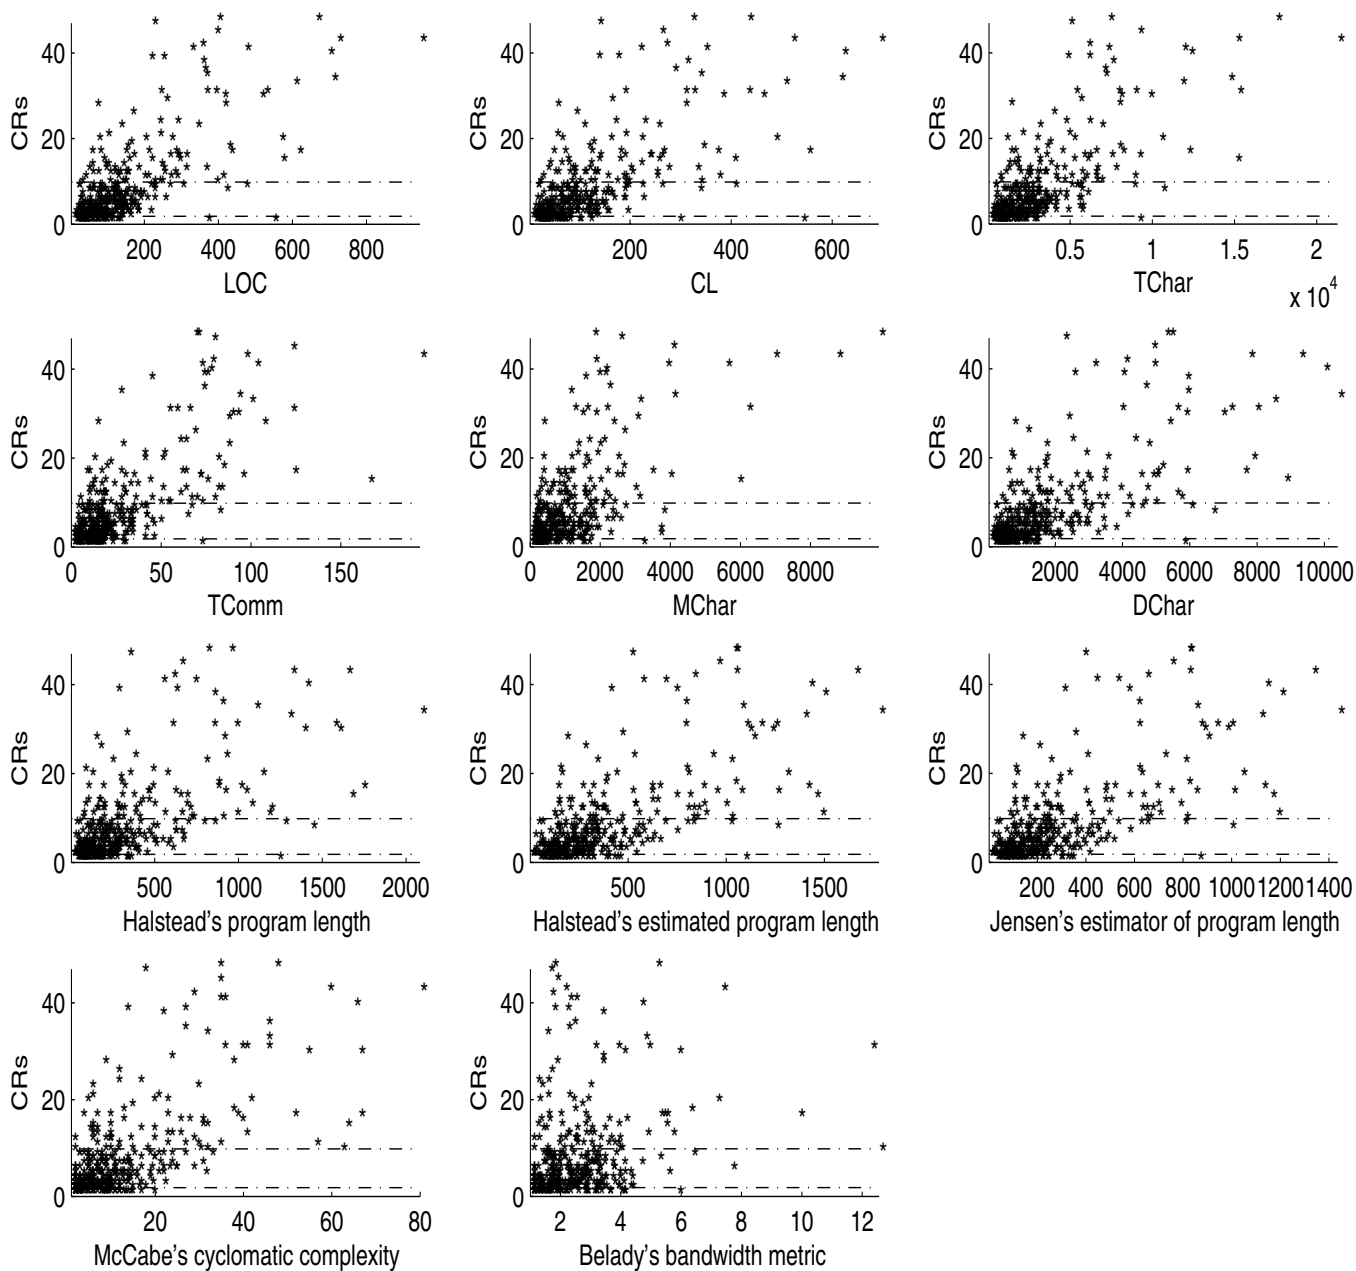 CRs
40
20
0
200 400 600 800
LOC
CRs
40
20
0
200 400 600
CL
CRs
40
20
0
0.5 1 1.5 2
TChar
x 10^4
CRs
40
20
0
0 50 100 150
TComm
CRs
40
20
0
0 2000 4000 6000 8000
MChar
CRs
40
20
0
2000 4000 6000 8000 10000
DChar
CRs
40
20
0
500 1000 1500 2000
Halstead's program length
CRs
40
20
0
500 1000 1500
Halstead's estimated program length
CRs
40
20
0
200 400 600 800 1000 1200 1400
Jensen's estimator of program length
CRs
40
20
0
20 40 60 80
McCabe's cyclomatic complexity
CRs
40
20
0
2 4 6 8 10 12
Belady's bandwidth metric